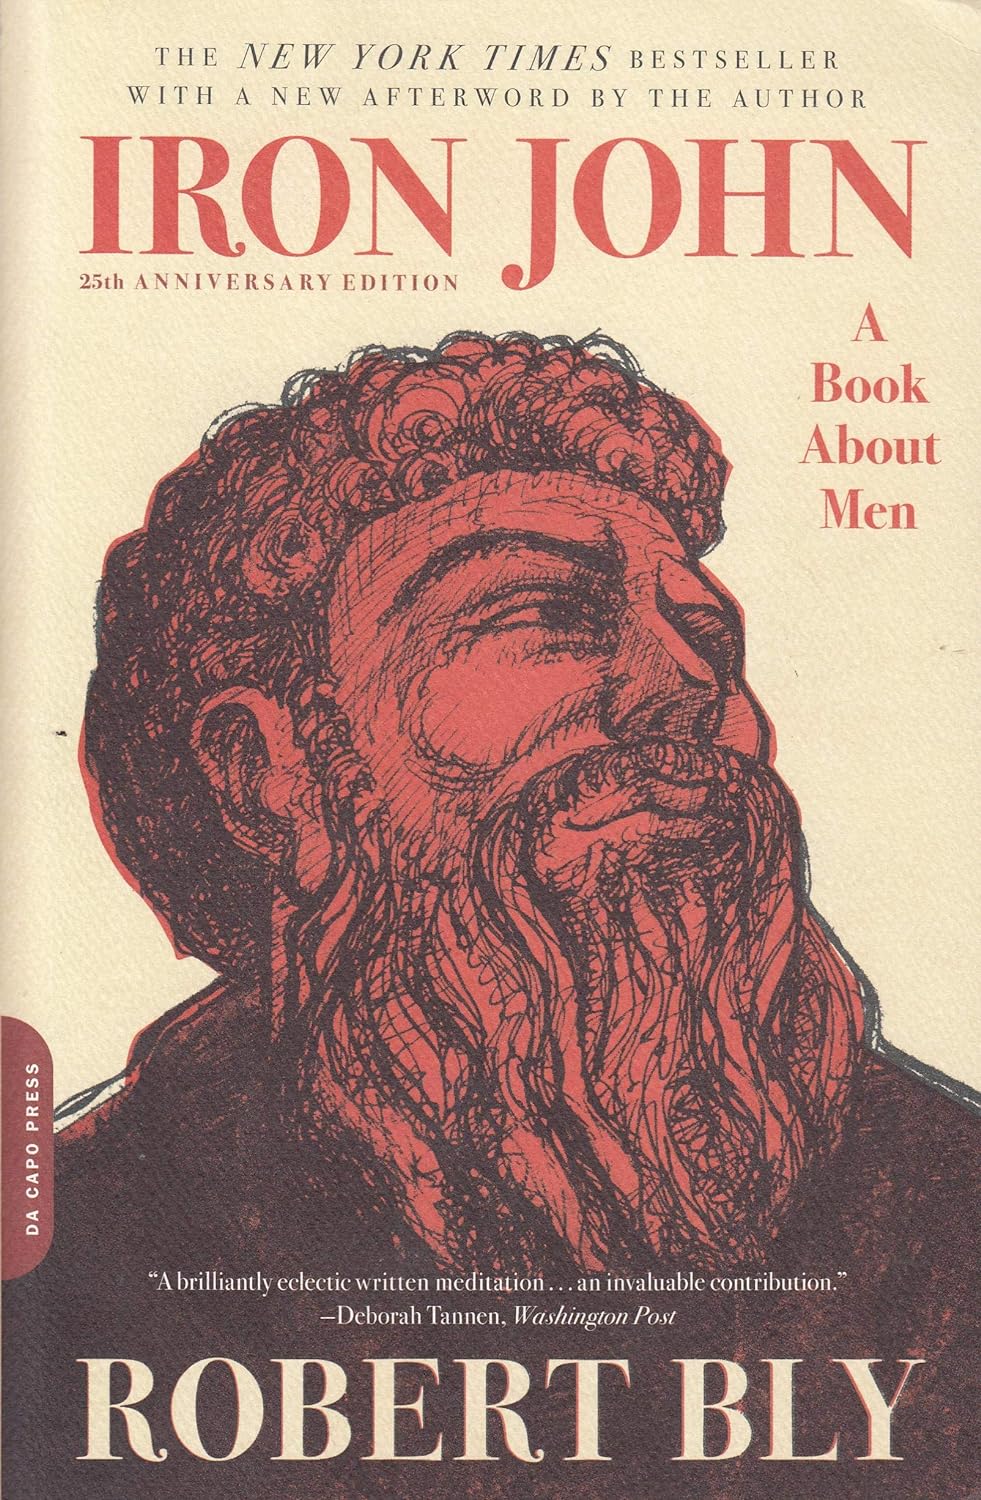 THE NEW YORK TIMES BESTSELLER
WITH A NEW AFTERWORD BY THE AUTHOR
IRON JOHN
25th ANNIVERSARY EDITION
A
Book
About
Men
DA CAPO PRESS
“A brilliantly eclectic written meditation...an invaluable contribution.”
—Deborah Tannen, Washington Post
ROBERT BLY